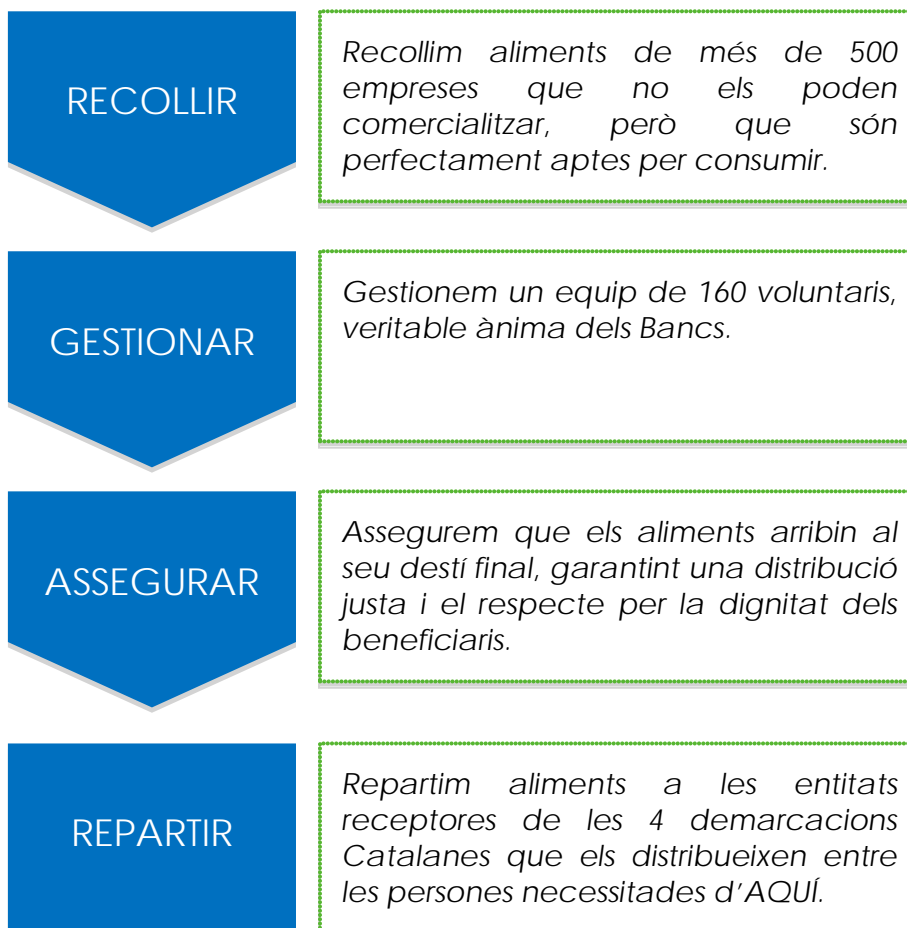 RECOLLIR
Recollim aliments de més de 500
empreses que no els poden
comercialitzar, però que són
perfectament aptes per consumir.
GESTIONAR
Gestionem un equip de 160 voluntaris,
veritable ànima dels Bancs.
ASSEGURAR
Assegurem que els aliments arribin al
seu destí final, garantint una distribució
justa i el respecte per la dignitat dels
beneficiaris.
REPARTIR
Repartim aliments a les entitats
receptores de les 4 demarcacions
Catalanes que els distribueixen entre
les persones necessitades d'AQUÍ.